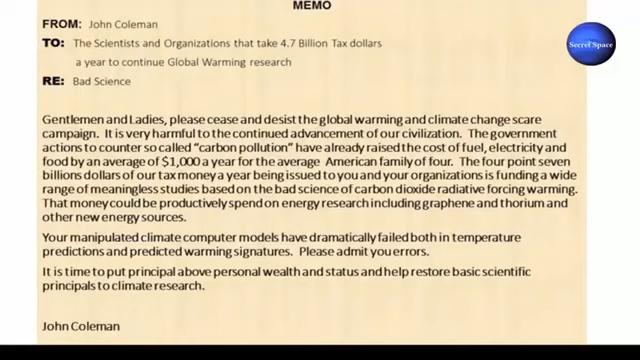 MEMO
FROM: John Coleman
Secret Space
TO: The Scientists and Organizations that take 4.7 Billion Tax dollars
a year to continue Global Warming research
RE: Bad Science
Gentlemen and Ladies, please cease and desist the global warming and climate change scare
campaign. It is very harmful to the continued advancement of our civilization. The government
actions to counter so called "carbon pollution" have already raised the cost of fuel, electricity and
food by an average of $1,000 a year for the average American family of four. The four point seven
billions dollars of our tax money a year being issued to you and your organizations is funding a wide
range of meaningless studies based on the bad science of carbon dioxide radiative forcing warming.
That money could be productively spend on energy research including graphene and thorium and
other new energy sources.
Your manipulated climate computer models have dramatically failed both in temperature
predictions and predicted warming signatures. Please admit you errors.
It is time to put principal above personal wealth and status and help restore basic scientific
principals to climate research.
John Coleman